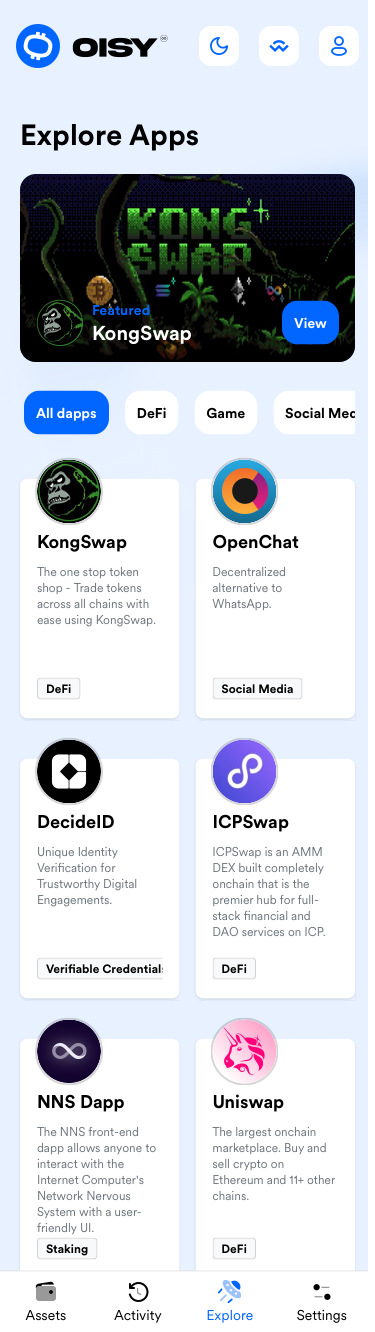 OISY
Explore Apps
KONG
SWAP
Featured
KongSwap
View
All dapps
DeFi
Game
Social Med
KongSwap
The one stop token
shop - Trade tokens
across all chains with
ease using KongSwap.
DeFi
OpenChat
Decentralized
alternative to
WhatsApp.
Social Media
DecideID
Unique Identity
Verification for
Trustworthy Digital
Engagements.
Verifiable Credentials
ICPSwap
ICPSwap is an AMM
DEX built completely
onchain that is the
premier hub for full-
stack financial and
DAO services on ICP.
DeFi
NNS Dapp
The NNS front-end
dapp allows anyone to
interact with the
Internet Computer's
Network Nervous
System with a user-
friendly UI.
Staking
Uniswap
The largest onchain
marketplace. Buy and
sell crypto on
Ethereum and 11+ other
chains.
DeFi
Assets
Activity
Explore
Settings